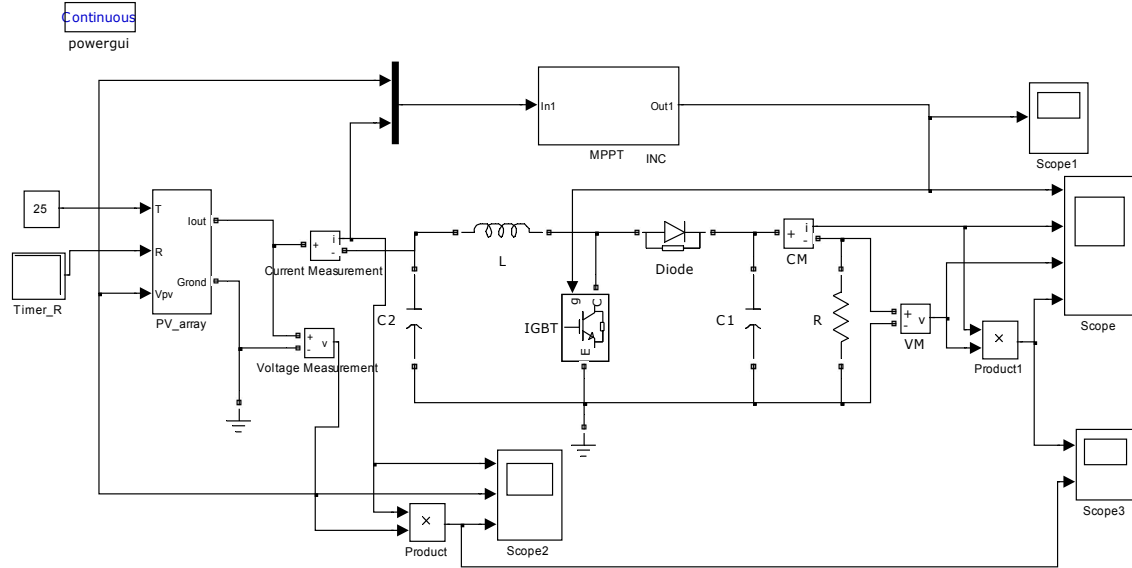 Continuous
powergui
In1
Out1
MPPT
INC
Scope1
25
T
R
Vpv
Iout
Grond
PV_array
Timer_R
+
i
-
Current Measurement
+
-
v
Voltage Measurement
C2
L
g
C
E
IGBT
Diode
C1
+
i
-
CM
R
+
-
v
VM
×
Product1
Scope
×
Product
Scope2
Scope3